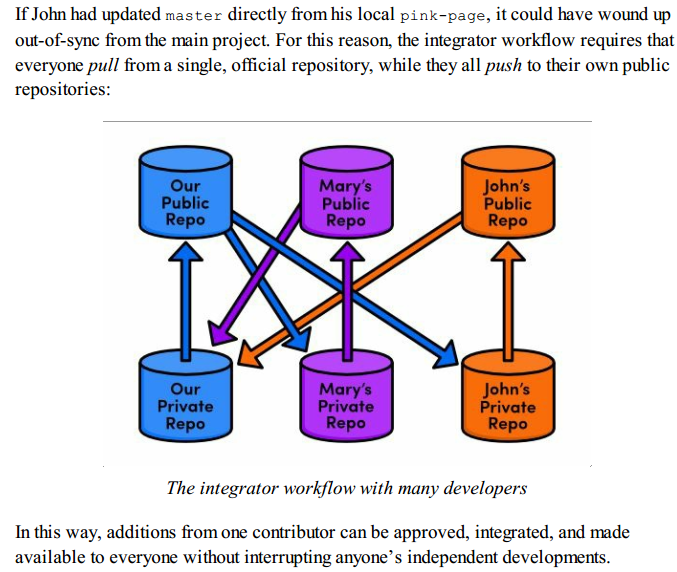 If John had updated master directly from his local pink-page, it could have wound up
out-of-sync from the main project. For this reason, the integrator workflow requires that
everyone pull from a single, official repository, while they all push to their own public
repositories:
Our
Public
Repo
Mary's
Public
Repo
John's
Public
Repo
Our
Private
Repo
Mary's
Private
Repo
John's
Private
Repo
The integrator workflow with many developers
In this way, additions from one contributor can be approved, integrated, and made
available to everyone without interrupting anyone’s independent developments.